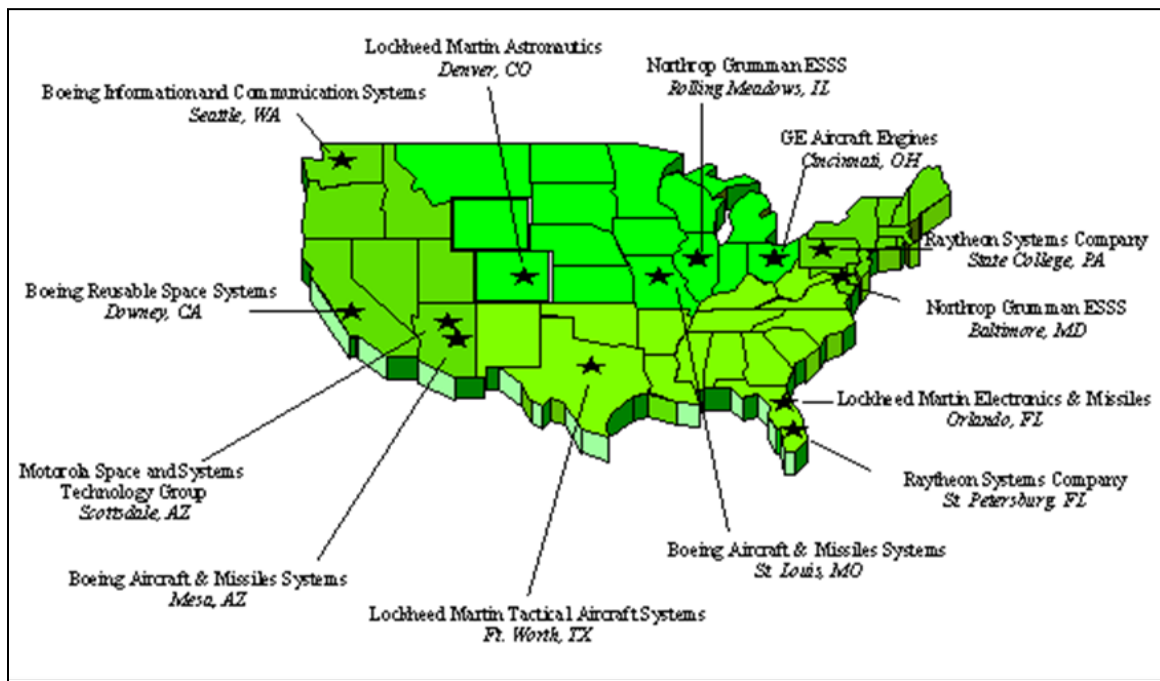 Lockheed Martin Astronautics
Denver, CO
Northrop Grumman ESSS
Rolling Meadows, IL
Boeing Information and Communication Systems
Seattle, WA
GE Aircraft Engines
Cincinnati, OH
Raytheon Systems Company
State College, PA
Boeing Reusable Space Systems
Downey, CA
Northrop Grumman ESSS
Baltimore, MD
Lockheed Martin Electronics & Missiles
Orlando, FL
Motorola Space and Systems
Technology Group
Scottsdale, AZ
Raytheon Systems Company
St. Petersburg, FL
Boeing Aircraft & Missiles Systems
St. Louis, MO
Boeing Aircraft & Missiles Systems
Mesa, AZ
Lockheed Martin Tactical Aircraft Systems
Ft. Worth, TX